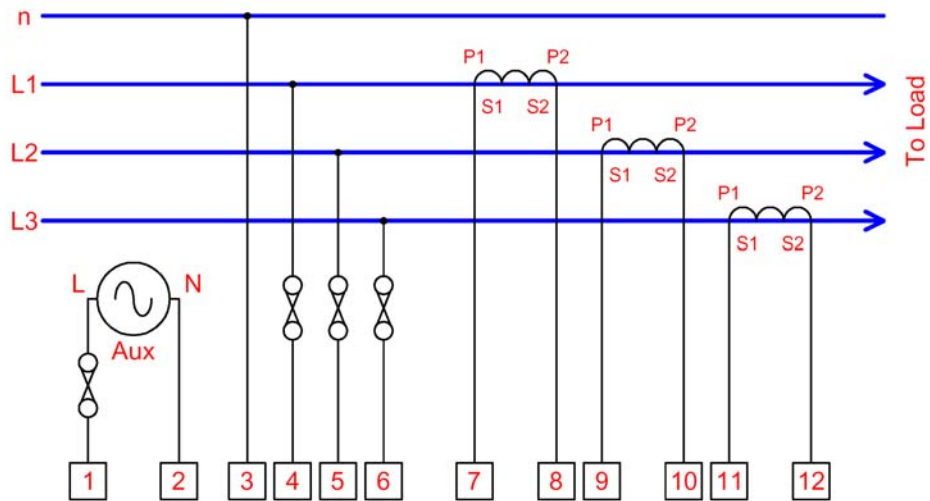 n
L1
P1 P2
S1 S2
L2
P1 P2
S1 S2
L3
P1 P2
S1 S2
To Load
L N
Aux
1 2 3 4 5 6 7 8 9 10 11 12